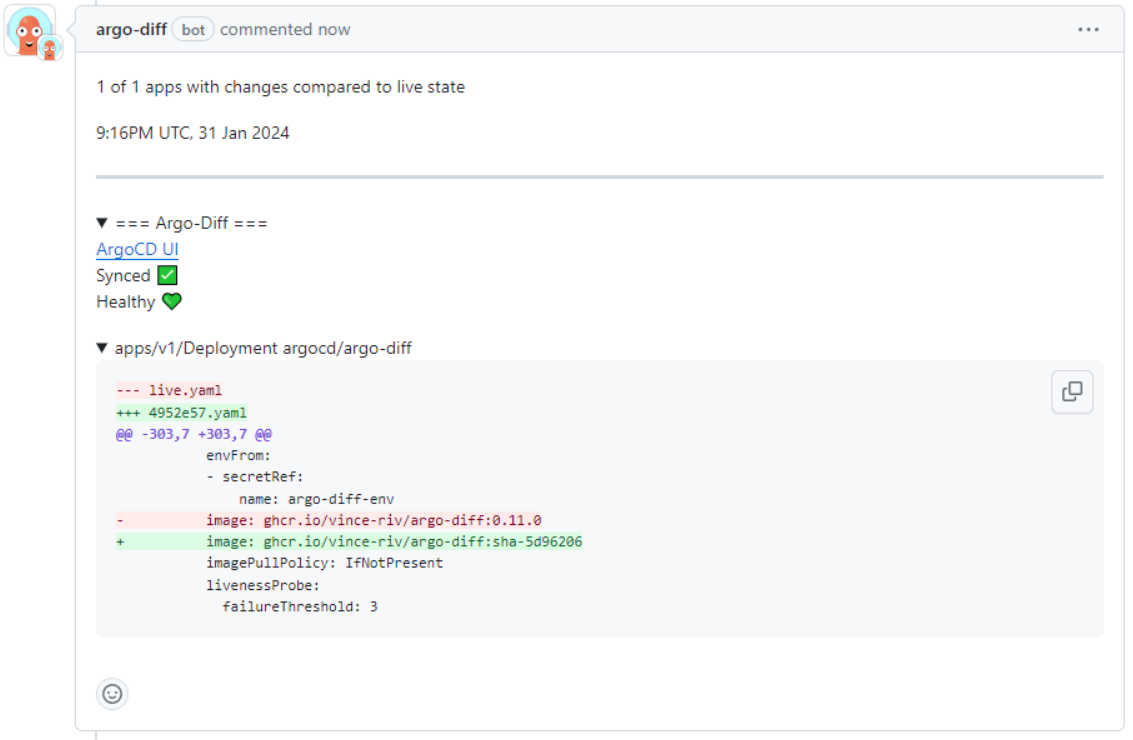 argo-diff bot commented now
1 of 1 apps with changes compared to live state
9:16PM UTC, 31 Jan 2024
▼ === Argo-Diff ===
ArgoCD UI
Synced ✅
Healthy 💚
▼ apps/v1/Deployment argocd/argo-diff
--- live.yaml
+++ 4952e57.yaml
@@ -303,7 +303,7 @@
           envFrom:
           - secretRef:
               name: argo-diff-env
-          image: ghcr.io/vince-riv/argo-diff:0.11.0
+          image: ghcr.io/vince-riv/argo-diff:sha-5d96206
           imagePullPolicy: IfNotPresent
           livenessProbe:
             failureThreshold: 3